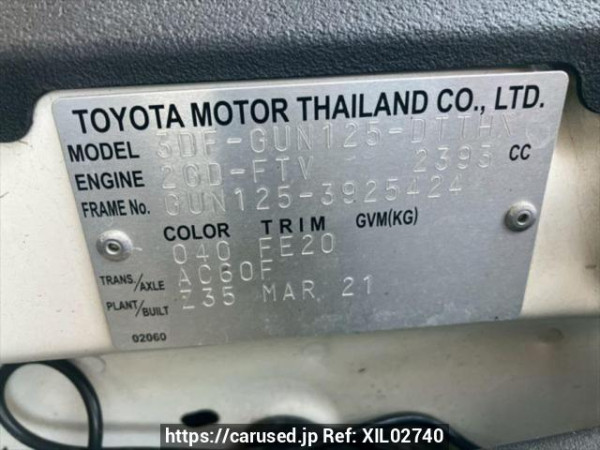 TOYOTA MOTOR THAILAND CO., LTD.
MODEL 3DF-GUN125-DTTHX
ENGINE 2GD-FTV 2393 CC
FRAME No. GUN125-3925424
COLOR TRIM GVM(KG)
040 FE20
TRANS/AXLE AC60F
PLANT/BUILT Z35 MAR. 21
02060
https://carused.jp Ref: XIL02740